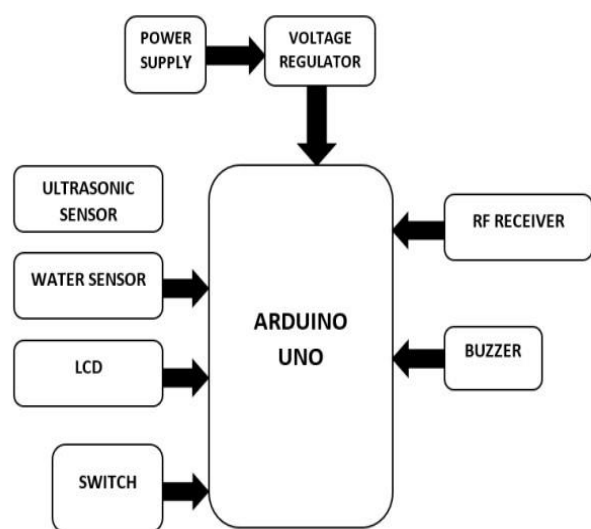 POWER
SUPPLY
VOLTAGE
REGULATOR
ULTRASONIC
SENSOR
WATER SENSOR
LCD
SWITCH
ARDUINO
UNO
RF RECEIVER
BUZZER